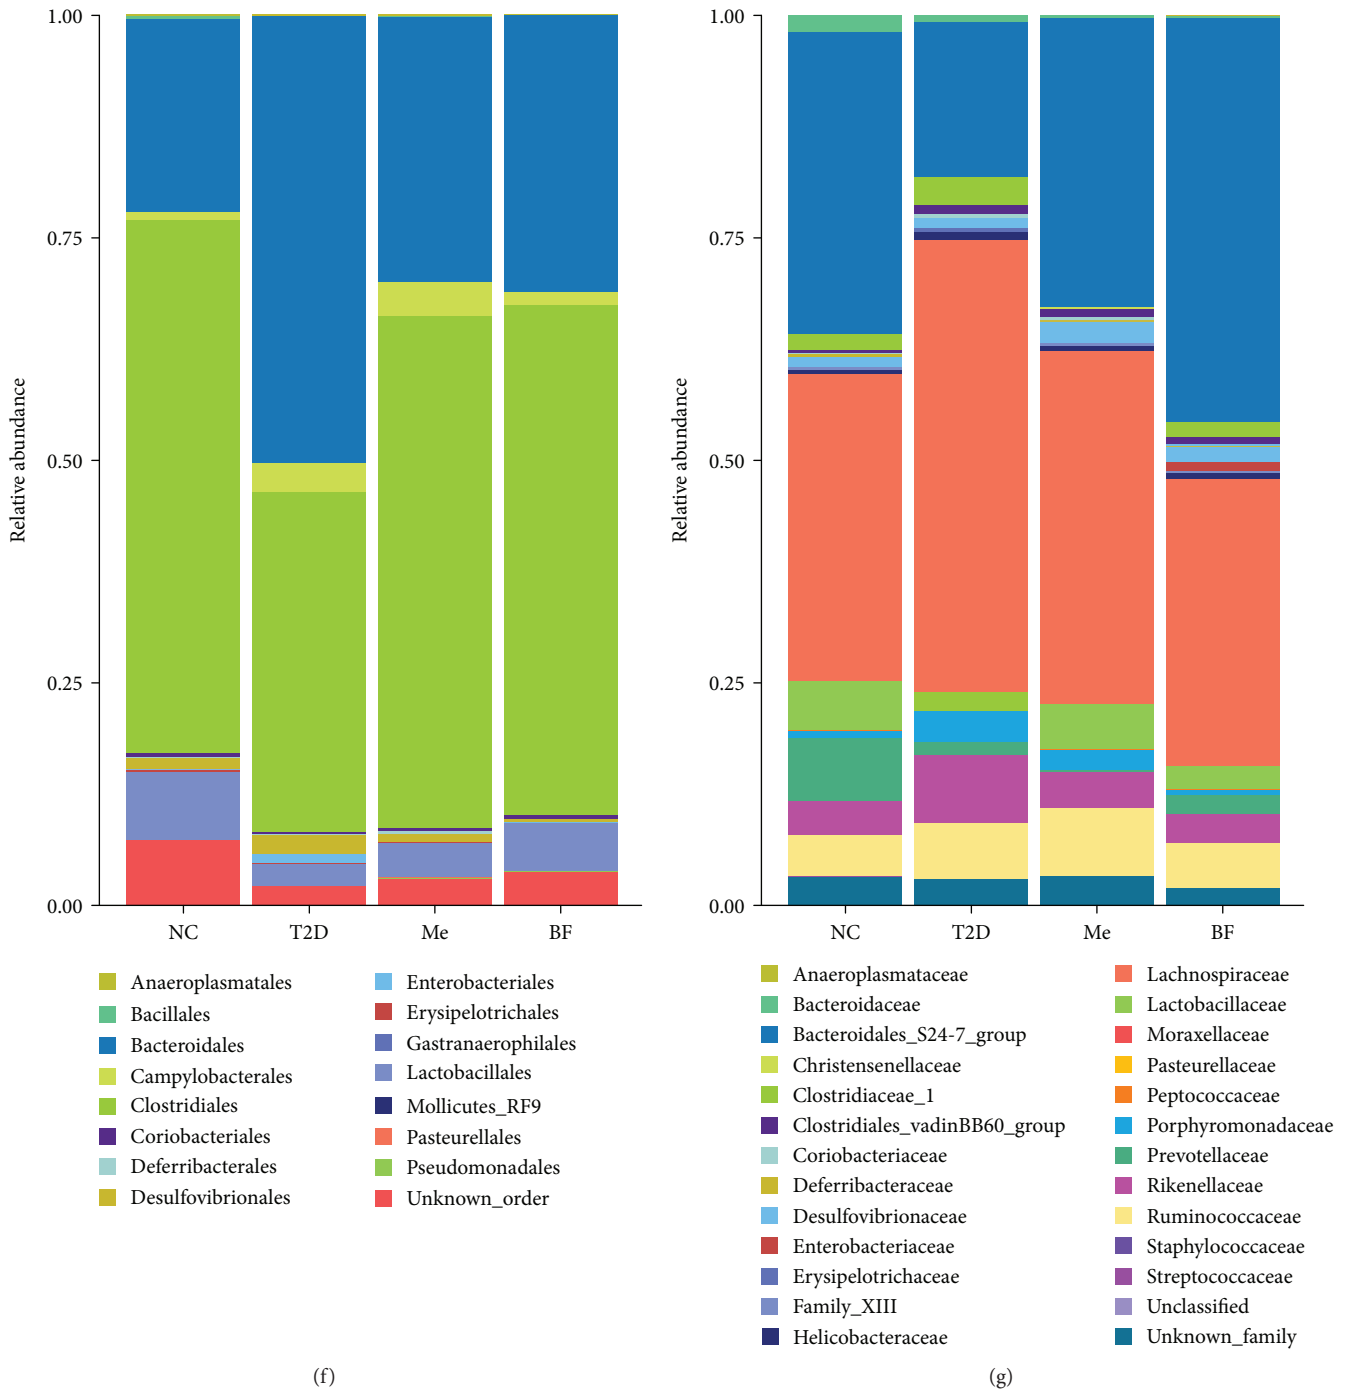 1.00
0.75
0.50
0.25
0.00
Relative abundance
NC T2D Me BF
Anaeroplasmatales
Bacillales
Bacteroidales
Campylobacterales
Clostridiales
Coriobacteriales
Deferribacterales
Desulfovibrionales
Enterobacteriales
Erysipelotrichales
Gastranaerophilales
Lactobacillales
Mollicutes_RF9
Pasteurellales
Pseudomonadales
Unknown_order
(f)
1.00
0.75
0.50
0.25
0.00
Relative abundance
NC T2D Me BF
Anaeroplasmataceae
Bacteroidaceae
Bacteroidales_S24-7_group
Christensenellaceae
Clostridiaceae_1
Clostridiales_vadinBB60_group
Coriobacteriaceae
Deferribacteraceae
Desulfovibrionaceae
Enterobacteriaceae
Erysipelotrichaceae
Family_XIII
Helicobacteraceae
Lachnospiraceae
Lactobacillaceae
Moraxellaceae
Pasteurellaceae
Peptococcaceae
Porphyromonadaceae
Prevotellaceae
Rikenellaceae
Ruminococcaceae
Staphylococcaceae
Streptococcaceae
Unclassified
Unknown_family
(g)